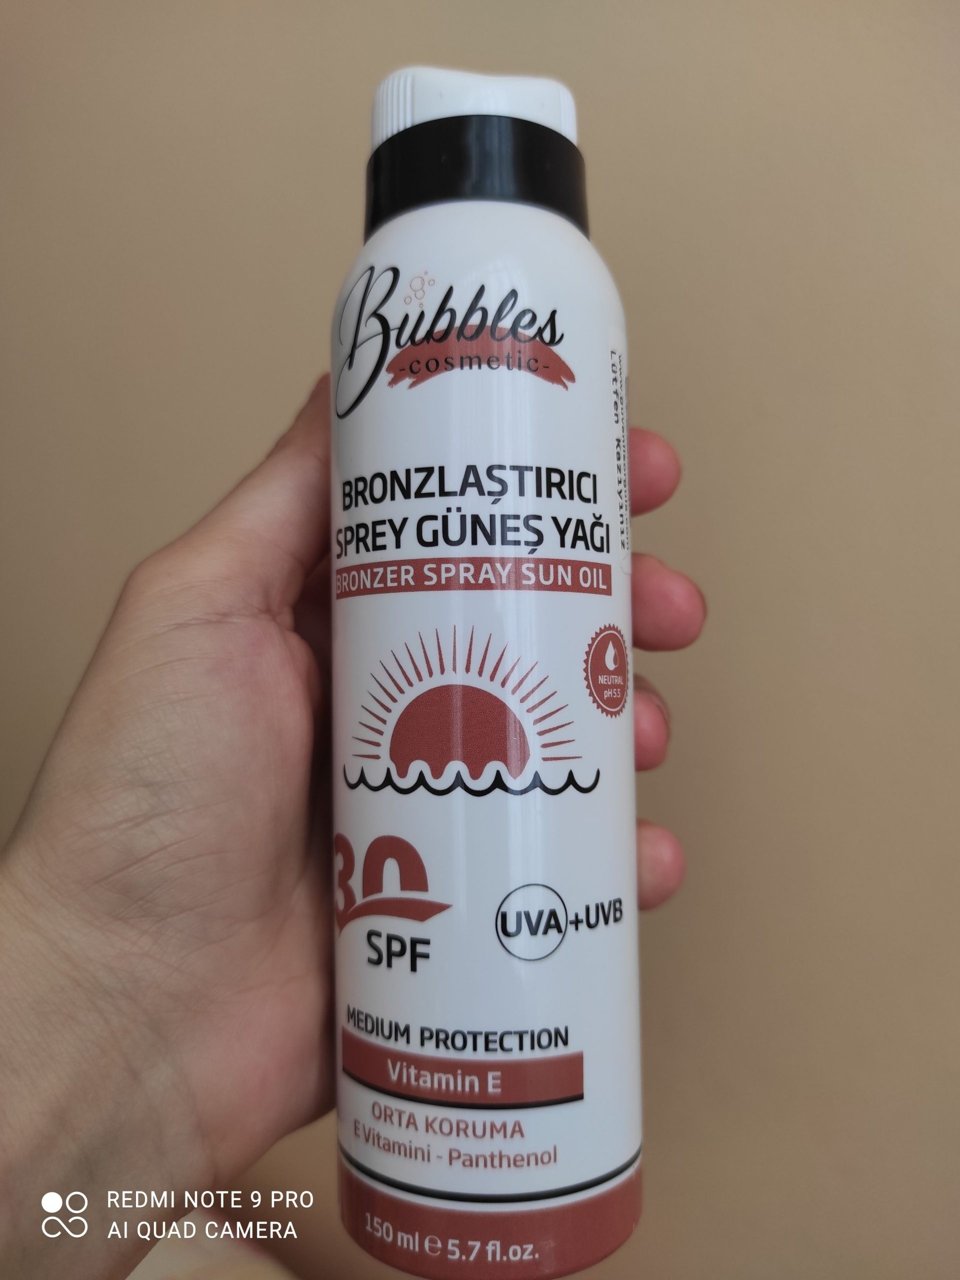 Bubbles
-cosmetic-
BRONZLAŞTIRICI
SPREY GÜNEŞ YAĞI
BRONZER SPRAY SUN OIL
Lütfen Kazıyınız
NEUTRAL
pH 5.5
30
SPF
UVA+UVB
MEDIUM PROTECTION
Vitamin E
ORTA KORUMA
E Vitamini - Panthenol
150 ml e 5.7 fl.oz.
REDMI NOTE 9 PRO
AI QUAD CAMERA